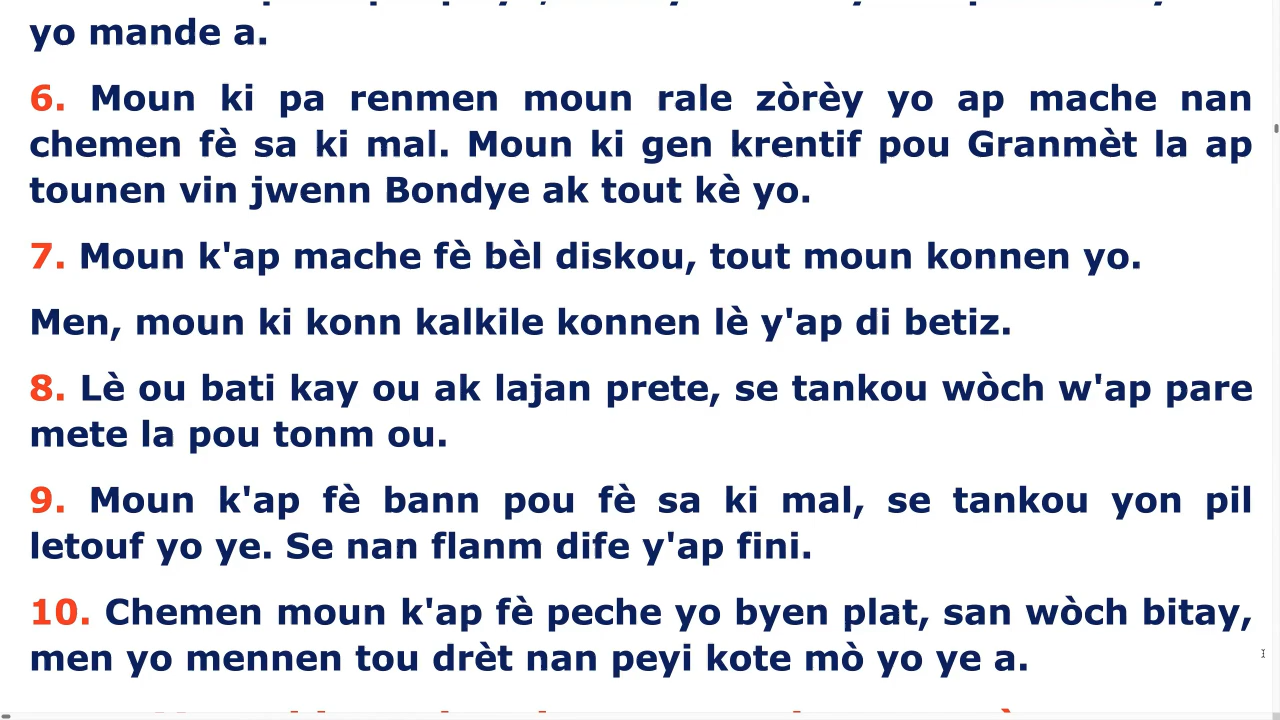 yo mande a.
6. Moun ki pa renmen moun rale zòrèy yo ap mache nan
chemen fè sa ki mal. Moun ki gen krentif pou Granmèt la ap
tounen vin jwenn Bondye ak tout kè yo.
7. Moun k'ap mache fè bèl diskou, tout moun konnen yo.
Men, moun ki konn kalkile konnen lè y'ap di betiz.
8. Lè ou bati kay ou ak lajan prete, se tankou wòch w'ap pare
mete la pou tonm ou.
9. Moun k'ap fè bann pou fè sa ki mal, se tankou yon pil
letouf yo ye. Se nan flanm dife y'ap fini.
10. Chemen moun k'ap fè peche yo byen plat, san wòch bitay,
men yo mennen tou drèt nan peyi kote mò yo ye a.